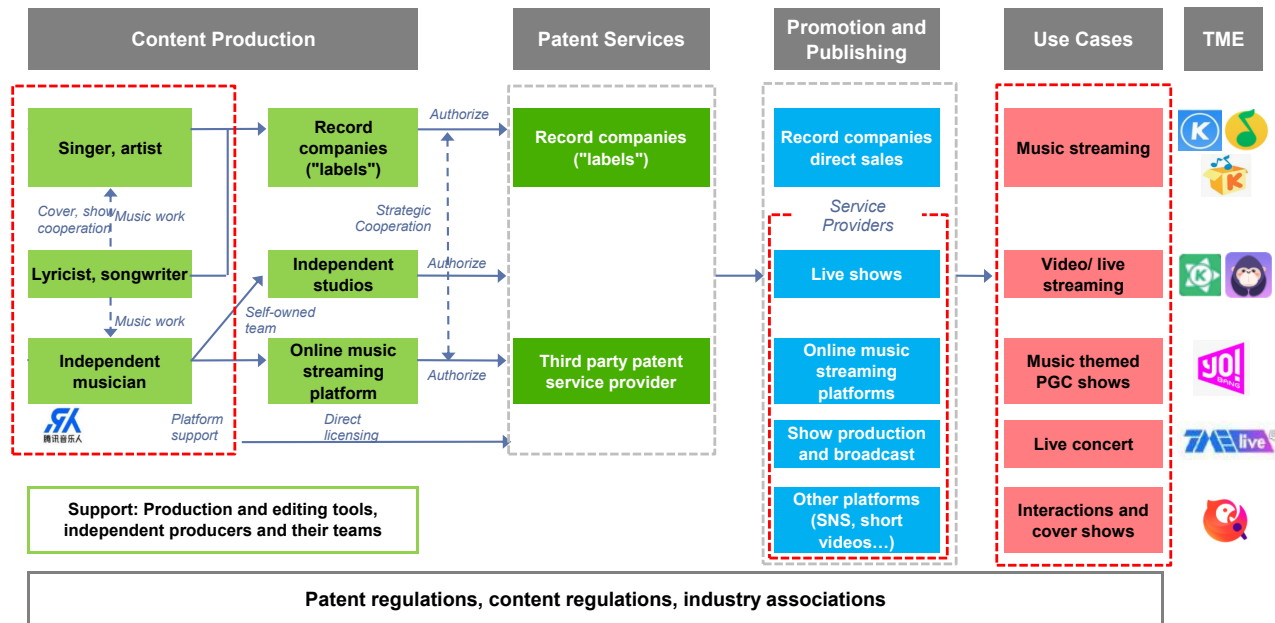 Content Production
Patent Services
Promotion and
Publishing
Use Cases
TME
Singer, artist
Record
companies
("labels")
Authorize
Record companies
("labels")
Record companies
direct sales
Music streaming
K
K
Cover, show
cooperation
Music work
Strategic
Cooperation
Service
Providers
Lyricist, songwriter
Independent
studios
Authorize
Live shows
Video/ live
streaming
K
Music work
Self-owned
team
Independent
musician
Online music
streaming
platform
Authorize
Third party patent
service provider
Online music
streaming
platforms
Music themed
PGC shows
YO!
BANG
腾讯音乐人
Platform
support
Direct
licensing
Show production
and broadcast
Live concert
TME live
Support: Production and editing tools,
independent producers and their teams
Other platforms
(SNS, short
videos…)
Interactions and
cover shows
Patent regulations, content regulations, industry associations